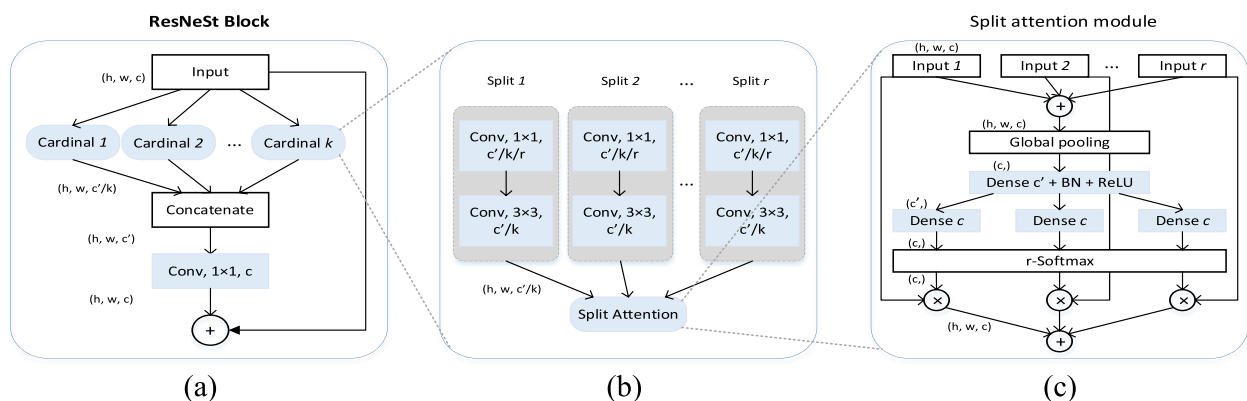 ResNeSt Block
Input
(h, w, c)
Cardinal 1
Cardinal 2
...
Cardinal k
(h, w, c'/k)
Concatenate
(h, w, c')
Conv, 1×1, c
(h, w, c)
+
(a)
Split 1
Split 2
...
Split r
Conv, 1×1,
c'/k/r
Conv, 1×1,
c'/k/r
Conv, 1×1,
c'/k/r
...
Conv, 3×3,
c'/k
Conv, 3×3,
c'/k
Conv, 3×3,
c'/k
(h, w, c'/k)
Split Attention
(b)
Split attention module
(h, w, c)
Input 1
Input 2
...
Input r
+
(h, w, c)
Global pooling
(c,)
Dense c' + BN + ReLU
(c',)
Dense c
Dense c
Dense c
(c,)
r-Softmax
(c,)
×
×
×
(h, w, c)
+
(c)